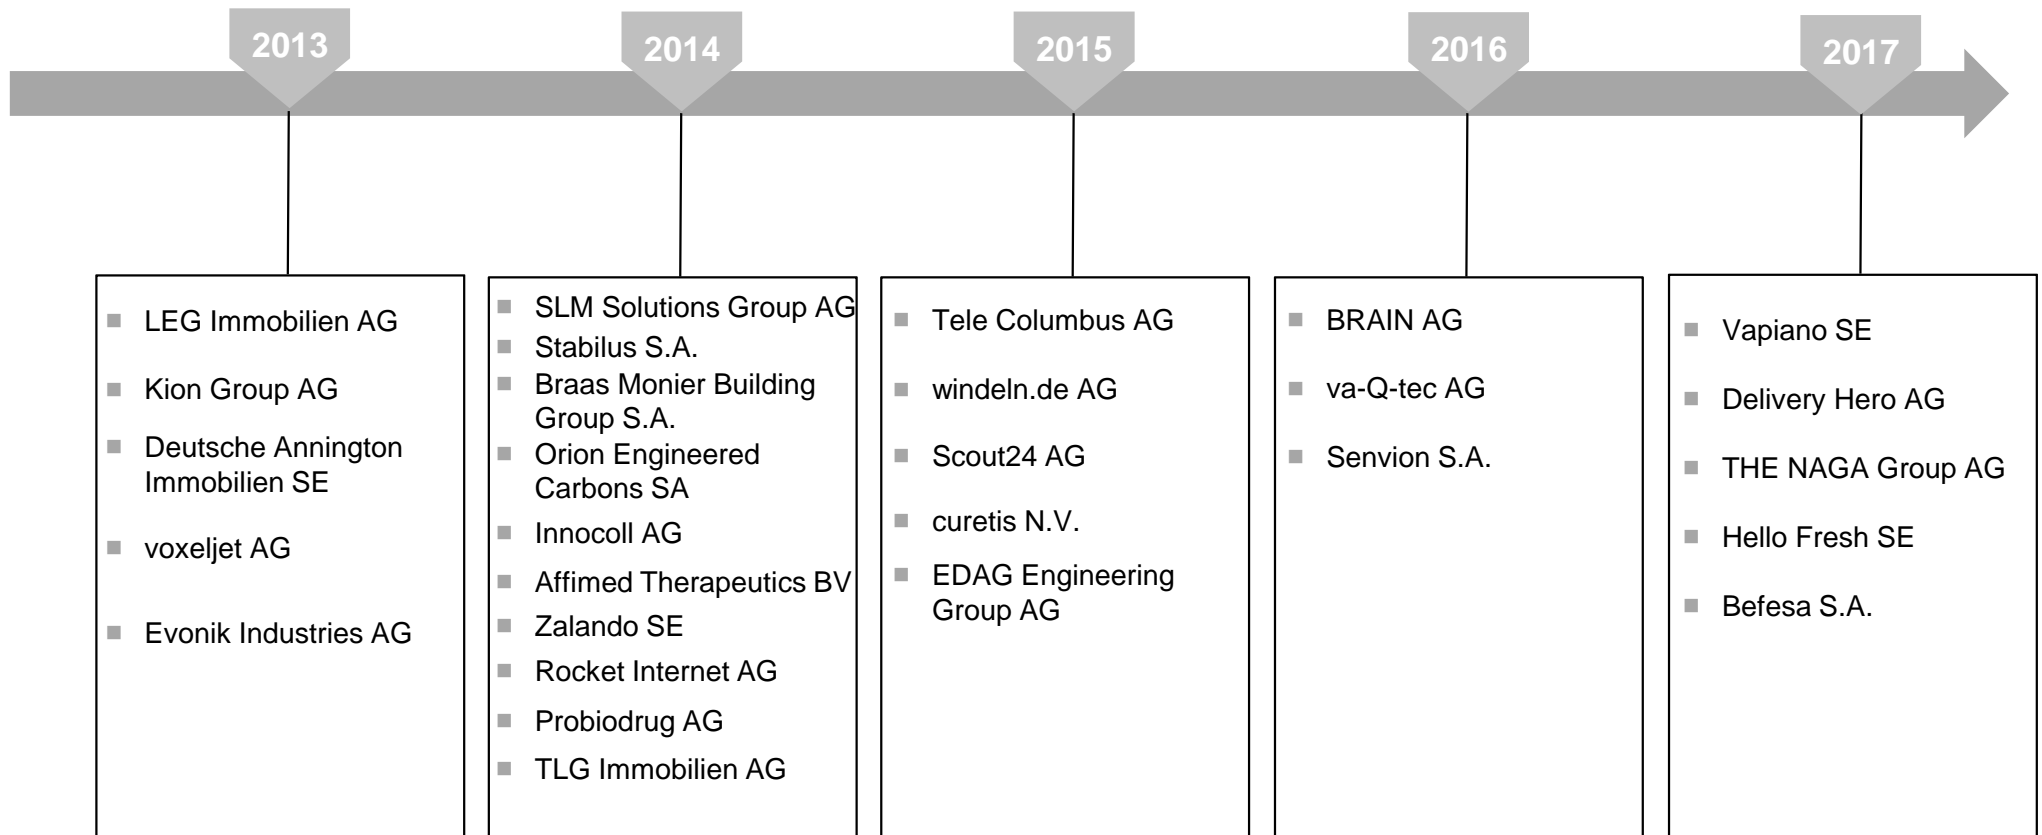 2013
2014
2015
2016
2017
LEG Immobilien AG
Kion Group AG
Deutsche Annington
Immobilien SE
voxeljet AG
Evonik Industries AG
SLM Solutions Group AG
Stabilus S.A.
Braas Monier Building
Group S.A.
Orion Engineered
Carbons SA
Innocoll AG
Affimed Therapeutics BV
Zalando SE
Rocket Internet AG
Probiodrug AG
TLG Immobilien AG
Tele Columbus AG
windeln.de AG
Scout24 AG
curetis N.V.
EDAG Engineering
Group AG
BRAIN AG
va-Q-tec AG
Senvion S.A.
Vapiano SE
Delivery Hero AG
THE NAGA Group AG
Hello Fresh SE
Befesa S.A.